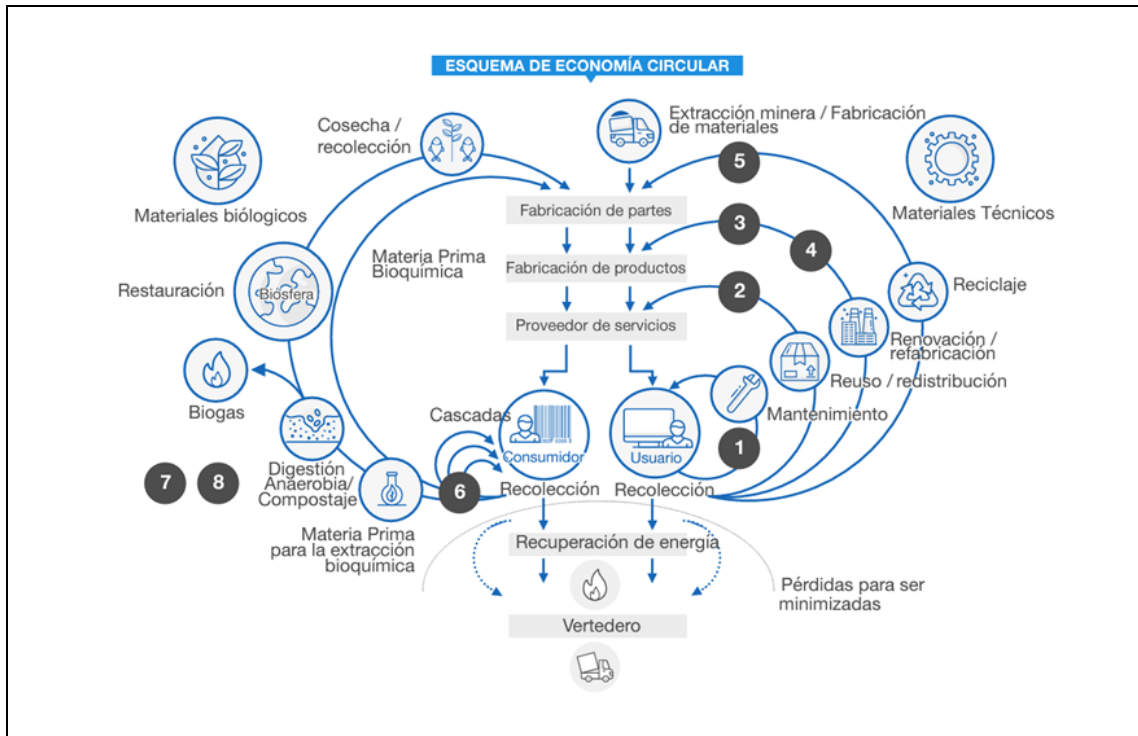 ESQUEMA DE ECONOMÍA CIRCULAR
Cosecha /
recolección
Extracción minera / Fabricación
de materiales
5
Materiales biólogicos
Materiales Técnicos
Fabricación de partes
3
4
Materia Prima
Bioquímica
Fabricación de productos
Restauración
Biósfera
2
Reciclaje
Proveedor de servicios
Renovación /
refabricación
Reuso / redistribución
Biogas
Cascadas
Mantenimiento
1
Consumidor
Usuario
Digestión
Anaerobia/
Compostaje
7
8
6
Recolección
Recolección
Materia Prima
para la extracción
bioquímica
Recuperación de energía
Pérdidas para ser
minimizadas
Vertedero